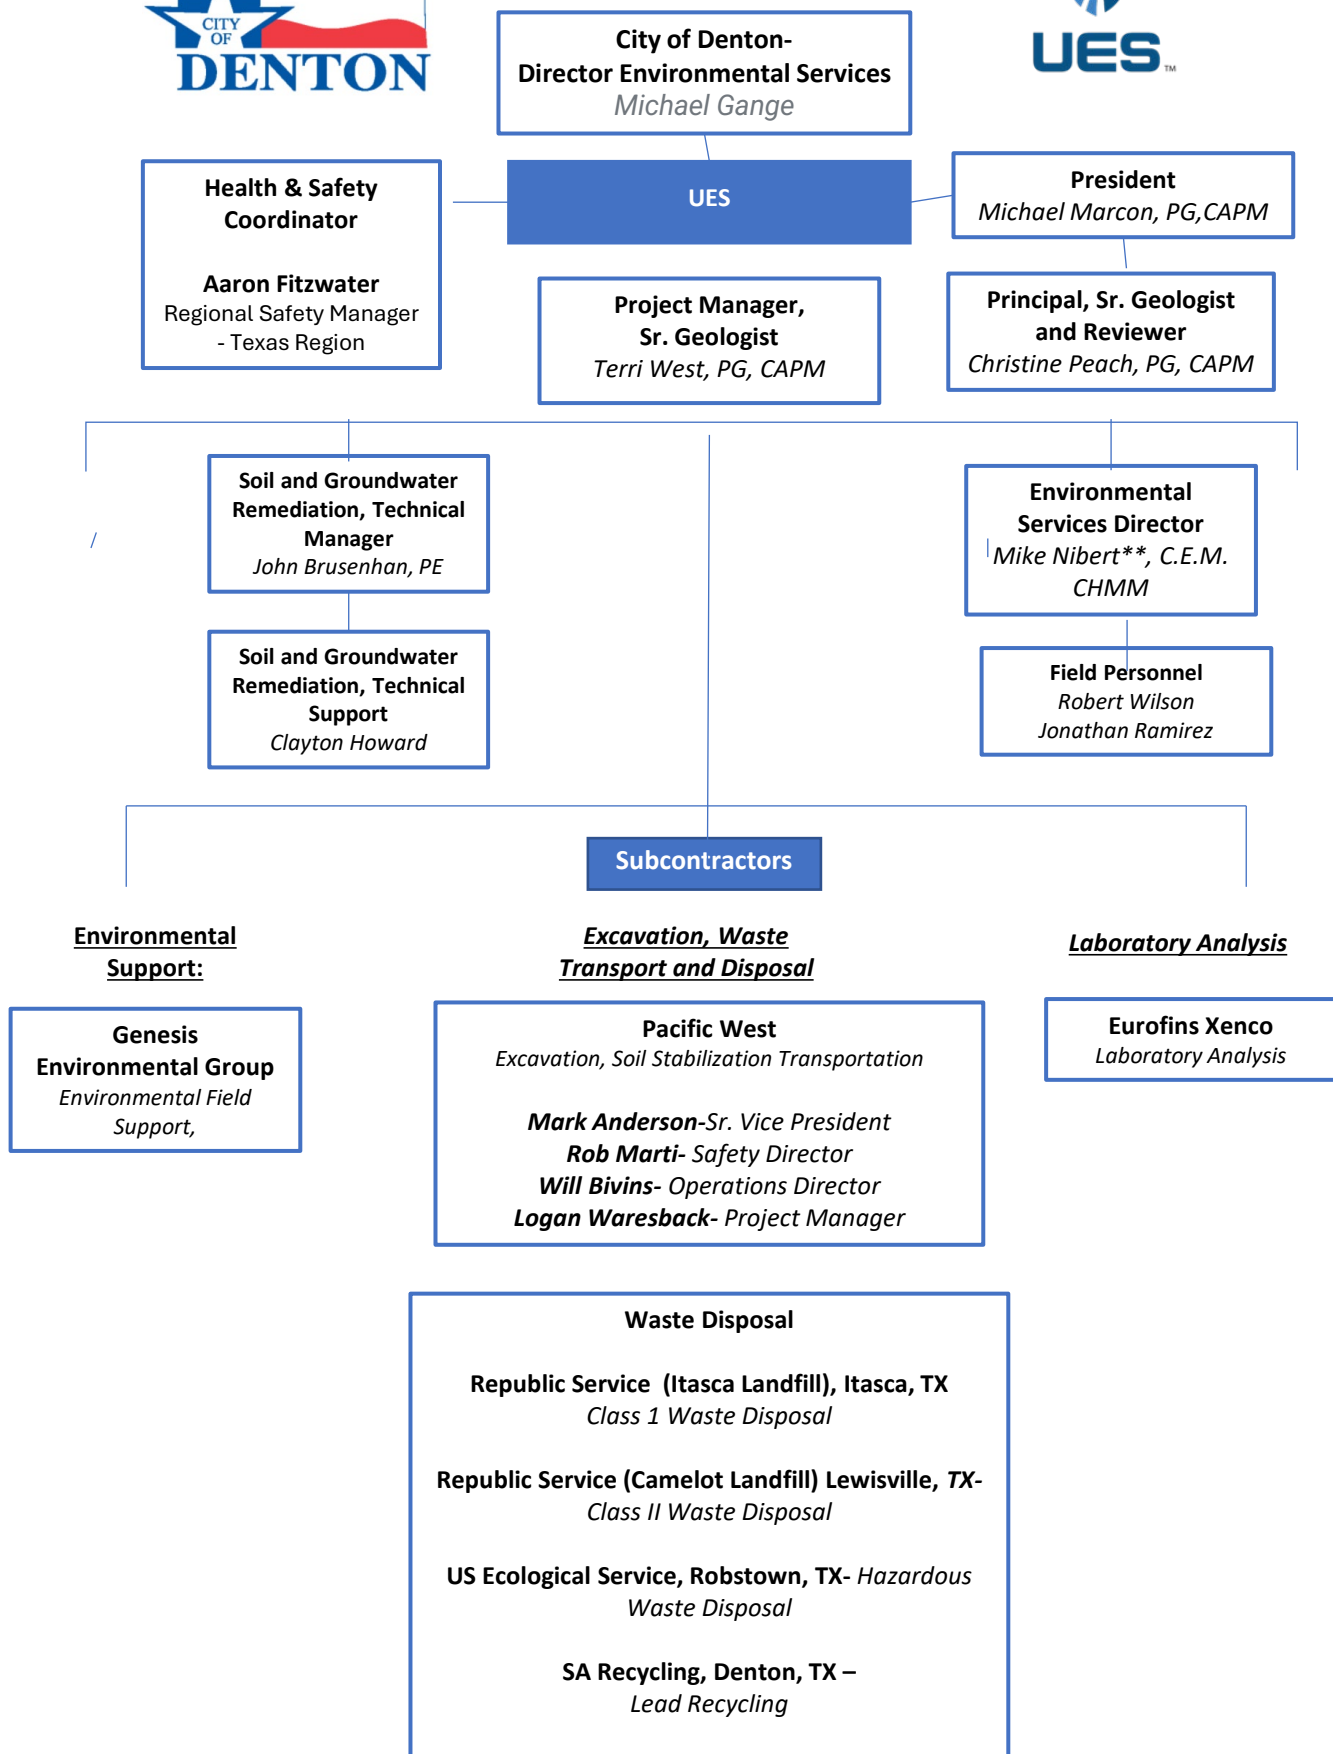 CITY
OF
DENTON
UES
TM
City of Denton-
Director Environmental Services
Michael Gange
Health & Safety
Coordinator
Aaron Fitzwater
Regional Safety Manager
- Texas Region
UES
President
Michael Marcon, PG,CAPM
Project Manager,
Sr. Geologist
Terri West, PG, CAPM
Principal, Sr. Geologist
and Reviewer
Christine Peach, PG, CAPM
Soil and Groundwater
Remediation, Technical
Manager
John Brusenhan, PE
Environmental
Services Director
Mike Nibert**, C.E.M.
CHMM
/
Soil and Groundwater
Remediation, Technical
Support
Clayton Howard
Field Personnel
Robert Wilson
Jonathan Ramirez
Subcontractors
Environmental
Support:
Genesis
Environmental Group
Environmental Field
Support,
Excavation, Waste
Transport and Disposal
Pacific West
Excavation, Soil Stabilization Transportation
Mark Anderson-Sr. Vice President
Rob Marti- Safety Director
Will Bivins- Operations Director
Logan Waresback- Project Manager
Laboratory Analysis
Eurofins Xenco
Laboratory Analysis
Waste Disposal
Republic Service (Itasca Landfill), Itasca, TX
Class 1 Waste Disposal
Republic Service (Camelot Landfill) Lewisville, TX-
Class II Waste Disposal
US Ecological Service, Robstown, TX- Hazardous
Waste Disposal
SA Recycling, Denton, TX –
Lead Recycling